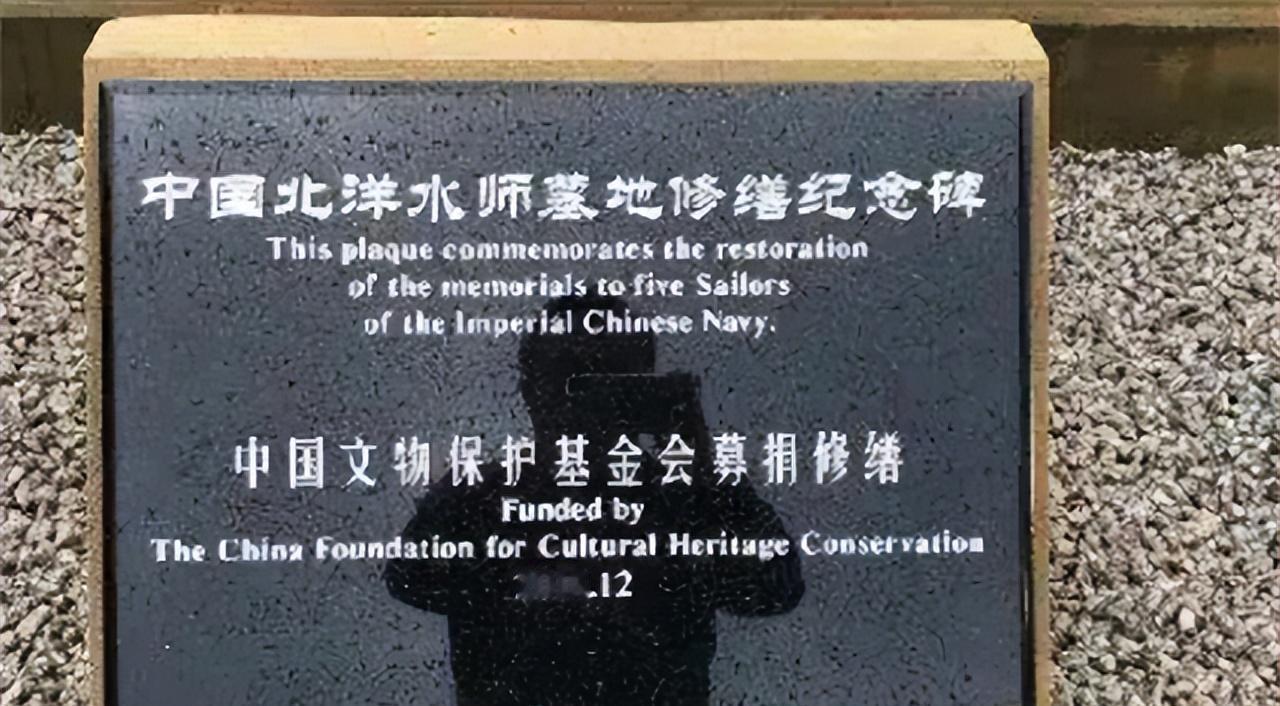 中国北洋水师墓地修缮纪念碑
This plaque commemorates the restoration
of the memorials to five Sailors
of the Imperial Chinese Navy.
中国文物保护基金会募捐修缮
Funded by
The China Foundation for Cultural Heritage Conservation
.12